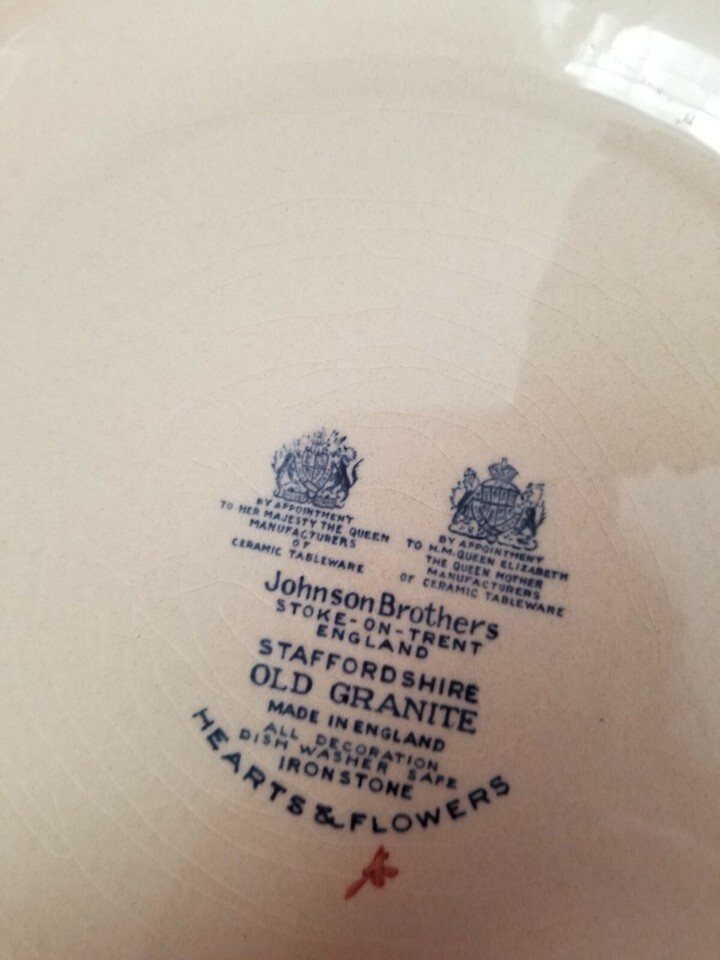 BY APPOINTMENT
TO HER MAJESTY THE QUEEN
MANUFACTURERS
OF
CERAMIC TABLEWARE
BY APPOINTMENT
TO H.M. QUEEN ELIZABETH
THE QUEEN MOTHER
MANUFACTURERS
OF CERAMIC TABLEWARE
Johnson Brothers
STOKE-ON-TRENT
ENGLAND
STAFFORDSHIRE
OLD GRANITE
MADE IN ENGLAND
ALL DECORATION
DISH WASHER SAFE
IRONSTONE
HEARTS & FLOWERS